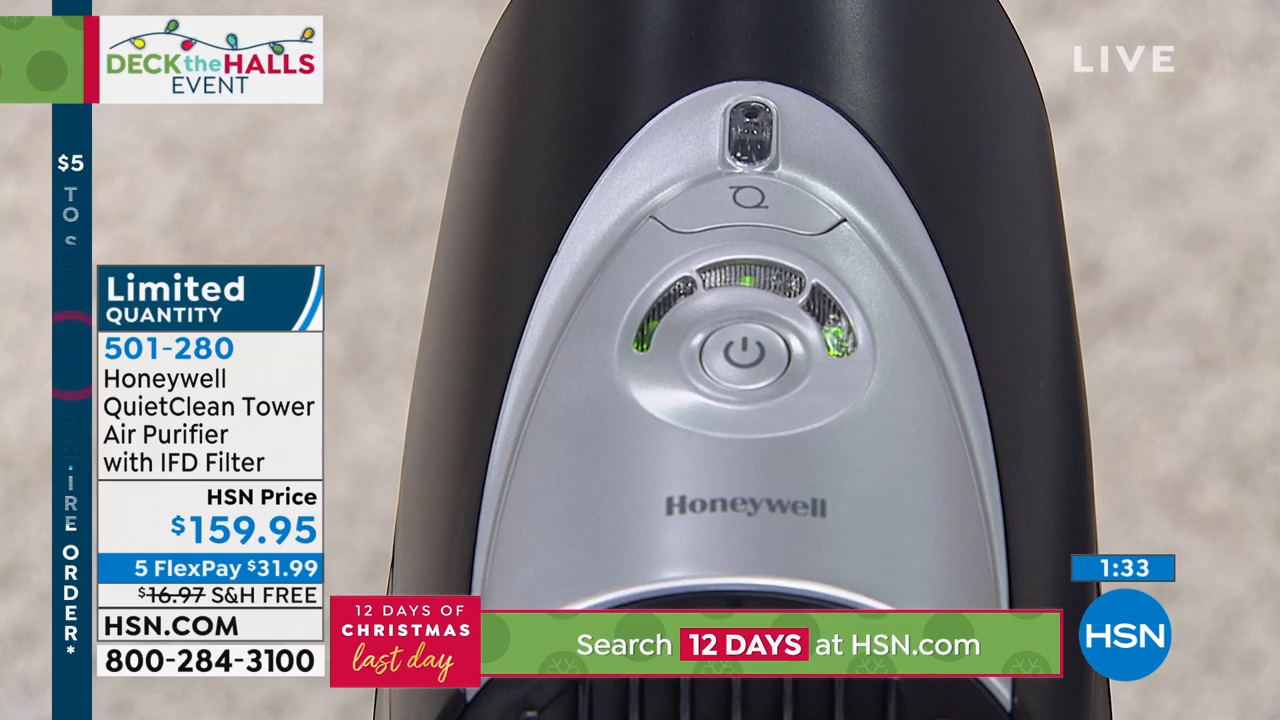 DECK the HALLS
EVENT
LIVE
$5
TO
RE ORDER*
Limited
QUANTITY
501-280
Honeywell
QuietClean Tower
Air Purifier
with IFD Filter
HSN Price
$159.95
5 FlexPay $31.99
$16.97 S&H FREE
HSN.COM
800-284-3100
Honeywell
1:33
HSN
12 DAYS OF
CHRISTMAS
last day
Search 12 DAYS at HSN.com